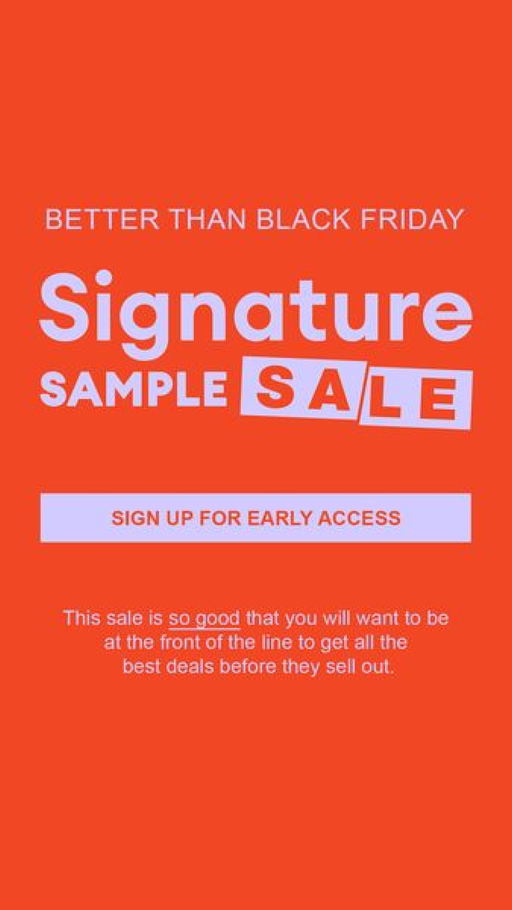 BETTER THAN BLACK FRIDAY
Signature
SAMPLE SALE
SIGN UP FOR EARLY ACCESS
This sale is so good that you will want to be
at the front of the line to get all the
best deals before they sell out.